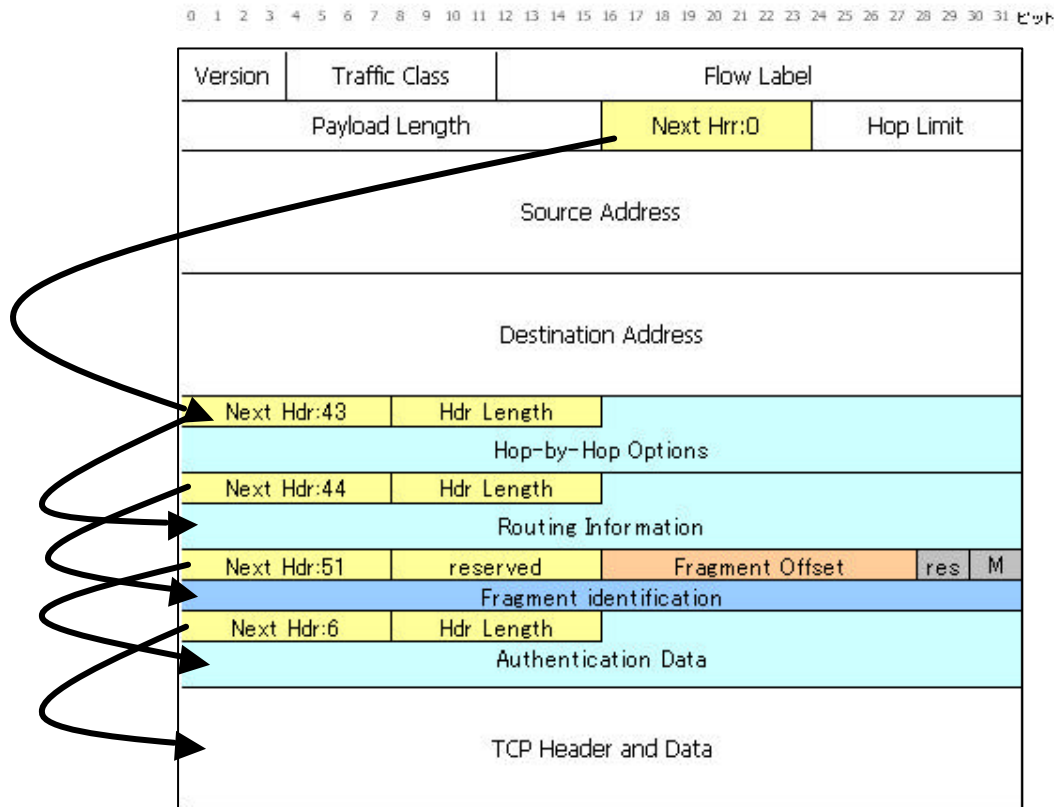 0 1 2 3 4 5 6 7 8 9 10 11 12 13 14 15 16 17 18 19 20 21 22 23 24 25 26 27 28 29 30 31 ビット
Version Traffic Class Flow Label
Payload Length Next Hrr:0 Hop Limit
Source Address
Destination Address
Next Hdr:43 Hdr Length
Hop-by-Hop Options
Next Hdr:44 Hdr Length
Routing Information
Next Hdr:51 reserved Fragment Offset res M
Fragment identification
Next Hdr:6 Hdr Length
Authentication Data
TCP Header and Data